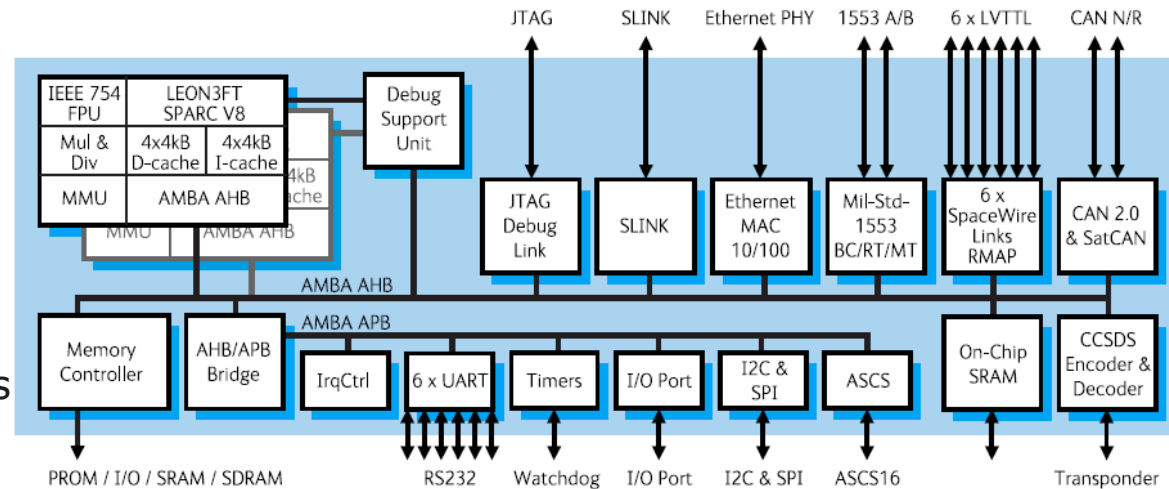 JTAG
SLINK
Ethernet PHY
1553 A/B
6 x LVTTL
CAN N/R
IEEE 754
FPU
LEON3FT
SPARC V8
Mul &
Div
4x4kB
D-cache
4x4kB
I-cache
MMU
AMBA AHB
4kB
ache
MMU
AMBA AHB
Debug
Support
Unit
JTAG
Debug
Link
SLINK
Ethernet
MAC
10/100
Mil-Std-
1553
BC/RT/MT
6 x
SpaceWire
Links
RMAP
CAN 2.0
& SatCAN
AMBA AHB
AMBA APB
s
Memory
Controller
AHB/APB
Bridge
IrqCtrl
6 x UART
Timers
I/O Port
I2C &
SPI
ASCS
On-Chip
SRAM
CCSDS
Encoder &
Decoder
PROM / I/O / SRAM / SDRAM
RS232
Watchdog
I/O Port
I2C & SPI
ASCS16
Transponder